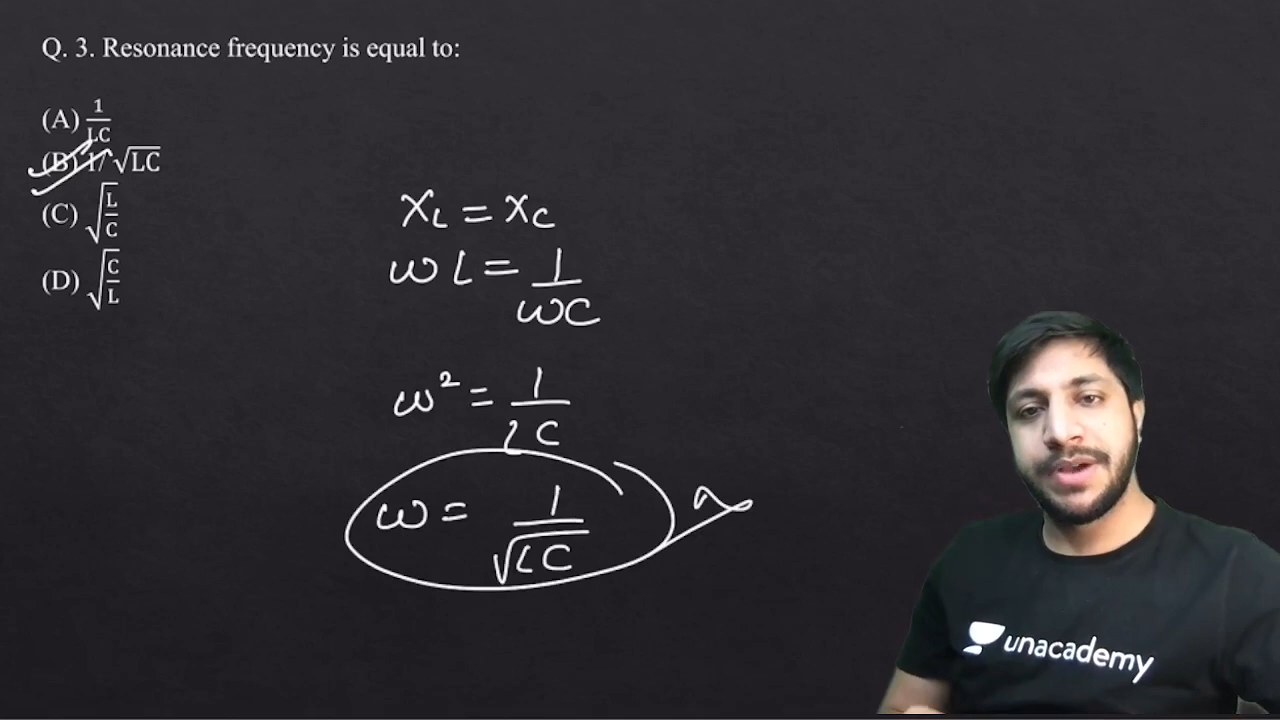 Q. 3. Resonance frequency is equal to:
(A) 1/LC
(B) 1/√LC
(C) √L/C
(D) √C/L
X_L = X_C
ωL = 1/ωC
ω² = 1/LC
ω = 1/√LC
unacademy